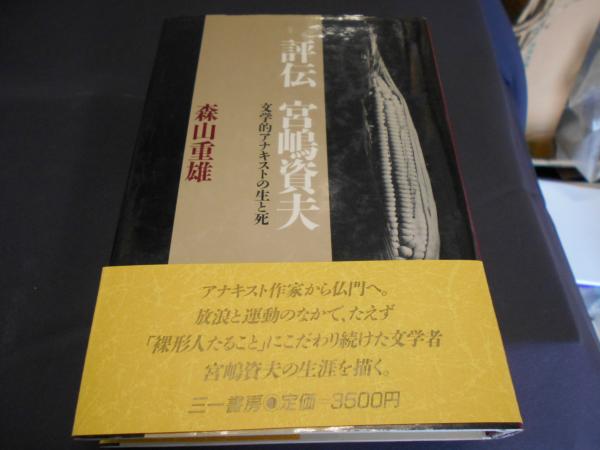 評伝 宮嶋資夫
文学的アナキストの生と死
森山重雄
アナキスト作家から仏門へ。
放浪と運動のなかで、たえず
「裸形人たること」にこだわり続けた文学者
宮嶋資夫の生涯を描く。
三一書房●定価=3500円